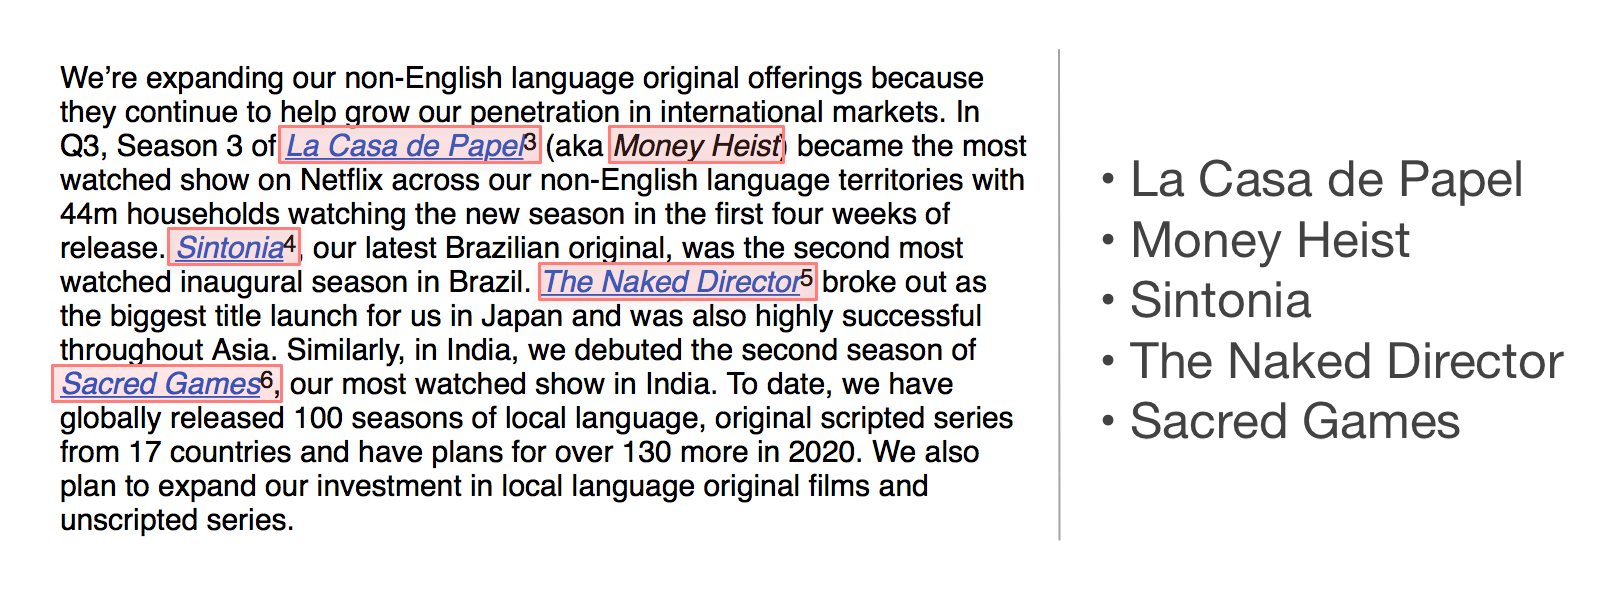 We’re expanding our non-English language original offerings because
they continue to help grow our penetration in international markets. In
Q3, Season 3 of La Casa de Papel3 (aka Money Heist) became the most
watched show on Netflix across our non-English language territories with
44m households watching the new season in the first four weeks of
release. Sintonia4, our latest Brazilian original, was the second most
watched inaugural season in Brazil. The Naked Director5 broke out as
the biggest title launch for us in Japan and was also highly successful
throughout Asia. Similarly, in India, we debuted the second season of
Sacred Games6, our most watched show in India. To date, we have
globally released 100 seasons of local language, original scripted series
from 17 countries and have plans for over 130 more in 2020. We also
plan to expand our investment in local language original films and
unscripted series.
• La Casa de Papel
• Money Heist
• Sintonia
• The Naked Director
• Sacred Games